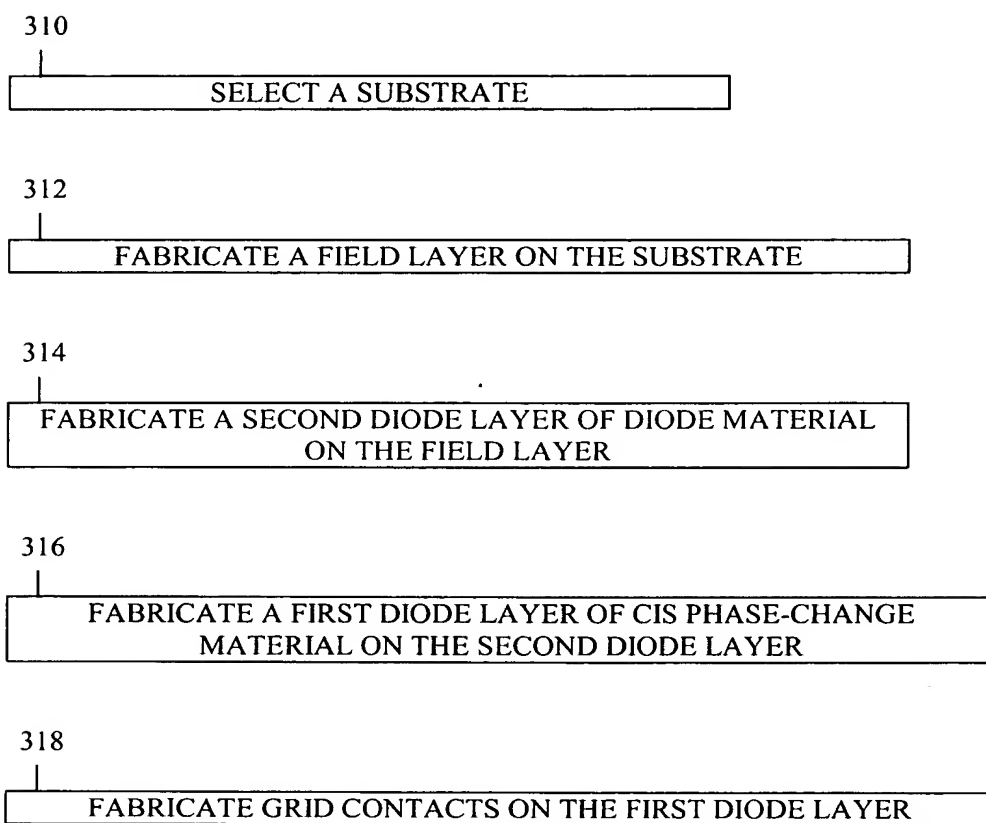 310
SELECT A SUBSTRATE
312
FABRICATE A FIELD LAYER ON THE SUBSTRATE
314
FABRICATE A SECOND DIODE LAYER OF DIODE MATERIAL
ON THE FIELD LAYER
316
FABRICATE A FIRST DIODE LAYER OF CIS PHASE-CHANGE
MATERIAL ON THE SECOND DIODE LAYER
318
FABRICATE GRID CONTACTS ON THE FIRST DIODE LAYER